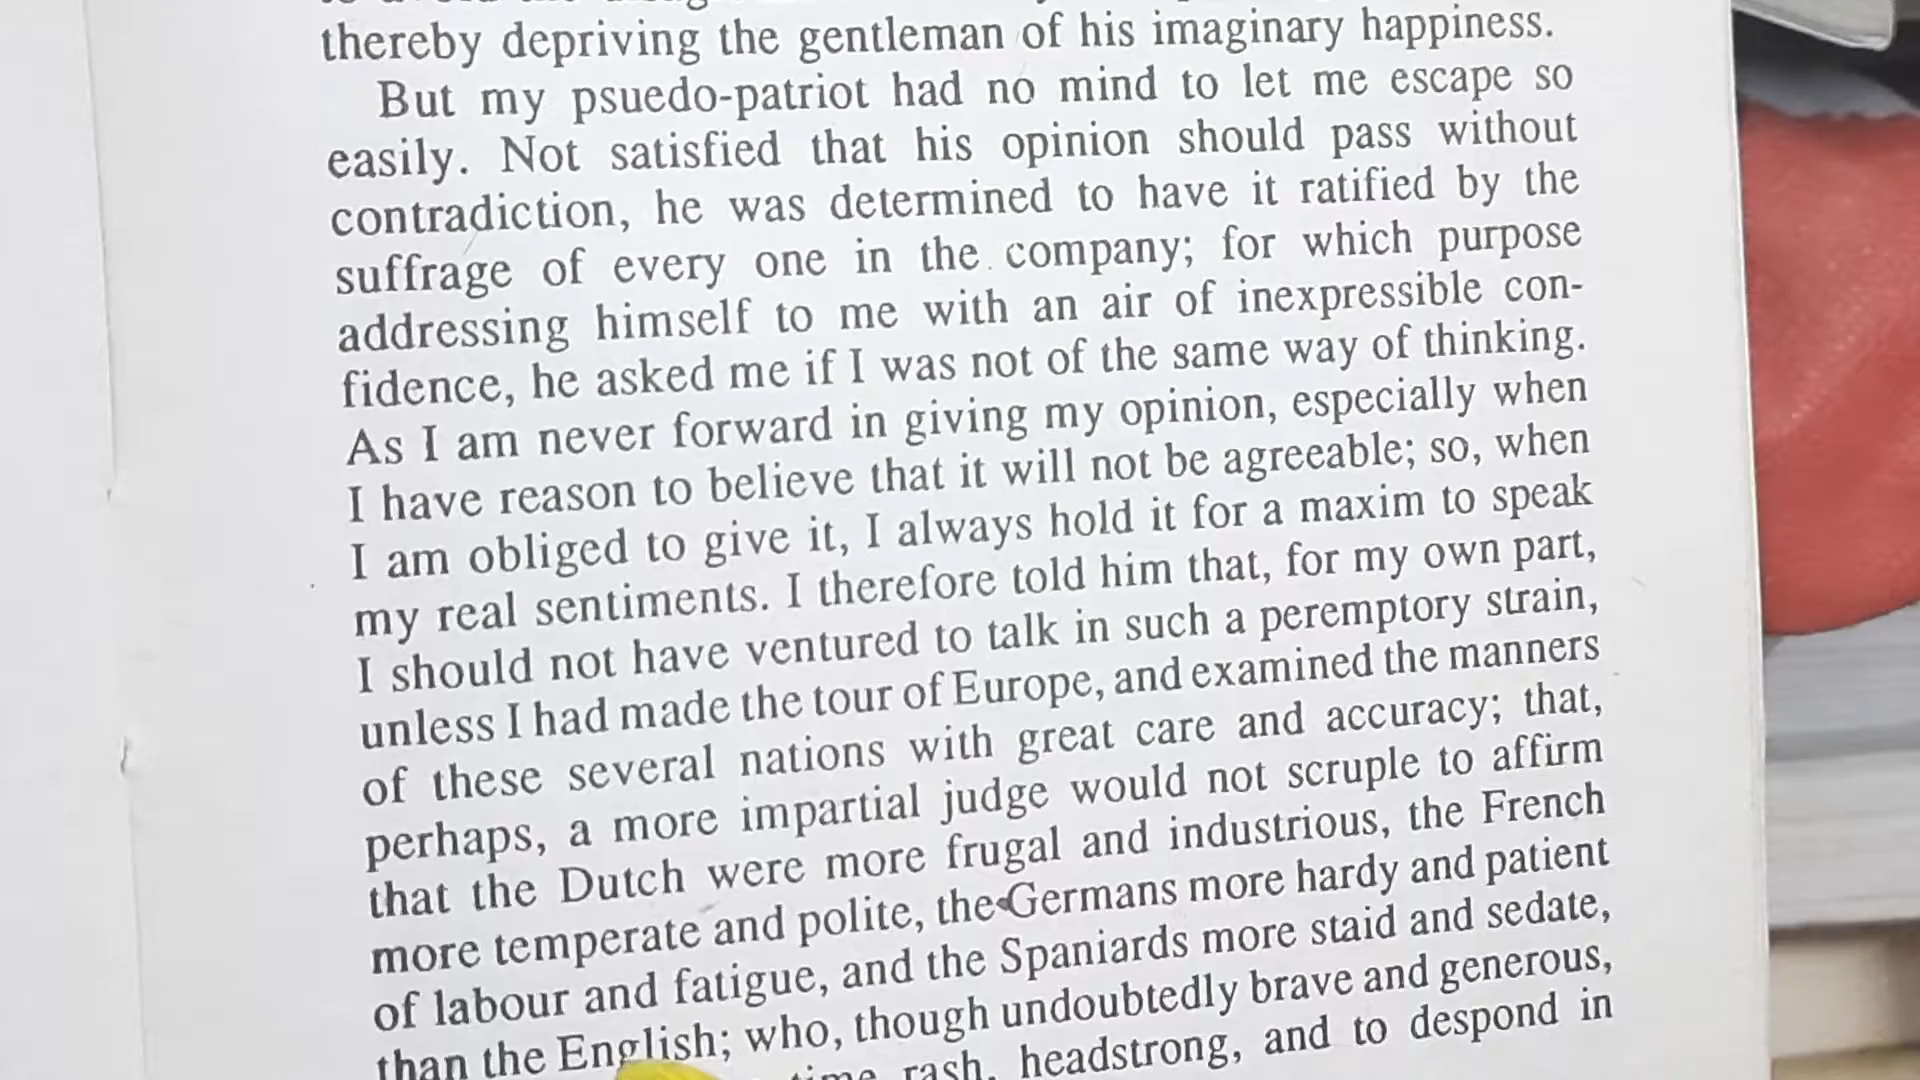 thereby depriving the gentleman of his imaginary happiness.
But my psuedo-patriot had no mind to let me escape so
easily. Not satisfied that his opinion should pass without
contradiction, he was determined to have it ratified by the
suffrage of every one in the company; for which purpose
addressing himself to me with an air of inexpressible con-
fidence, he asked me if I was not of the same way of thinking.
As I am never forward in giving my opinion, especially when
I have reason to believe that it will not be agreeable; so, when
I am obliged to give it, I always hold it for a maxim to speak
my real sentiments. I therefore told him that, for my own part,
I should not have ventured to talk in such a peremptory strain,
unless I had made the tour of Europe, and examined the manners
of these several nations with great care and accuracy; that,
perhaps, a more impartial judge would not scruple to affirm
that the Dutch were more frugal and industrious, the French
more temperate and polite, the Germans more hardy and patient
of labour and fatigue, and the Spaniards more staid and sedate,
than the English; who, though undoubtedly brave and generous,
time rash, headstrong, and to despond in